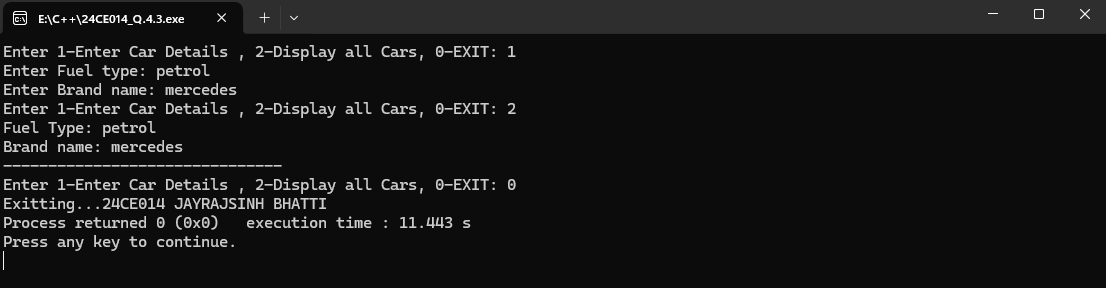 E:\C++\24CE014_Q.4.3.exe
Enter 1-Enter Car Details , 2-Display all Cars, 0-EXIT: 1
Enter Fuel type: petrol
Enter Brand name: mercedes
Enter 1-Enter Car Details , 2-Display all Cars, 0-EXIT: 2
Fuel Type: petrol
Brand name: mercedes
-------------------------------
Enter 1-Enter Car Details , 2-Display all Cars, 0-EXIT: 0
Exitting...24CE014 JAYRAJSINH BHATTI
Process returned 0 (0x0)   execution time : 11.443 s
Press any key to continue.